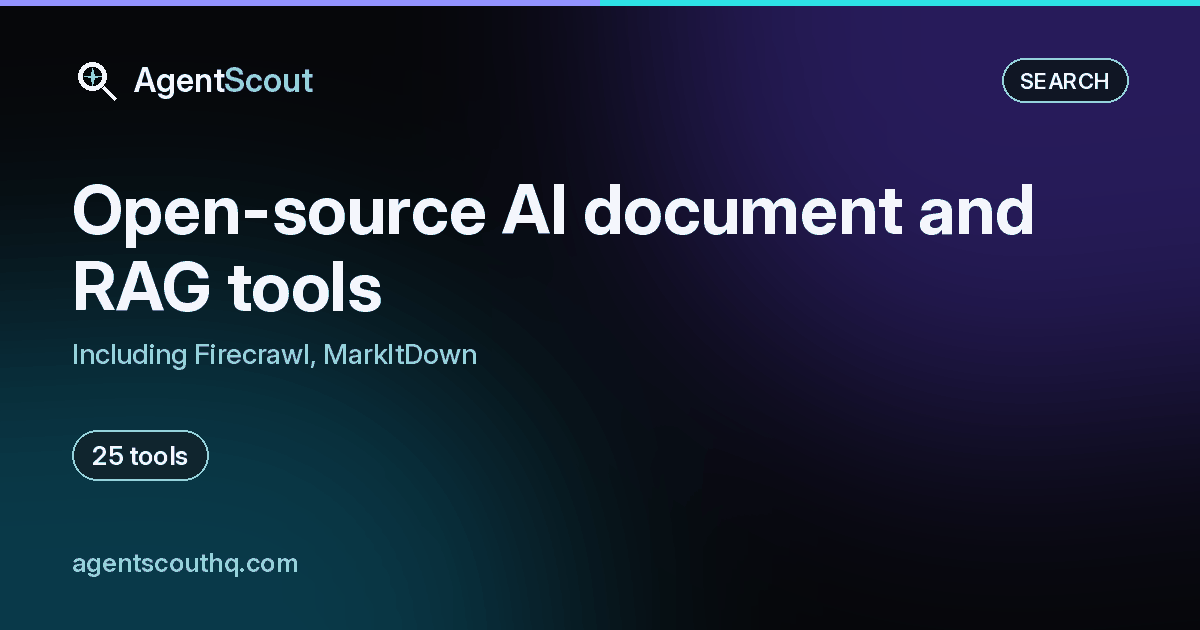 AgentScout
SEARCH
Open-source AI document and
RAG tools
Including Firecrawl, MarkItDown
25 tools
agentscouthq.com